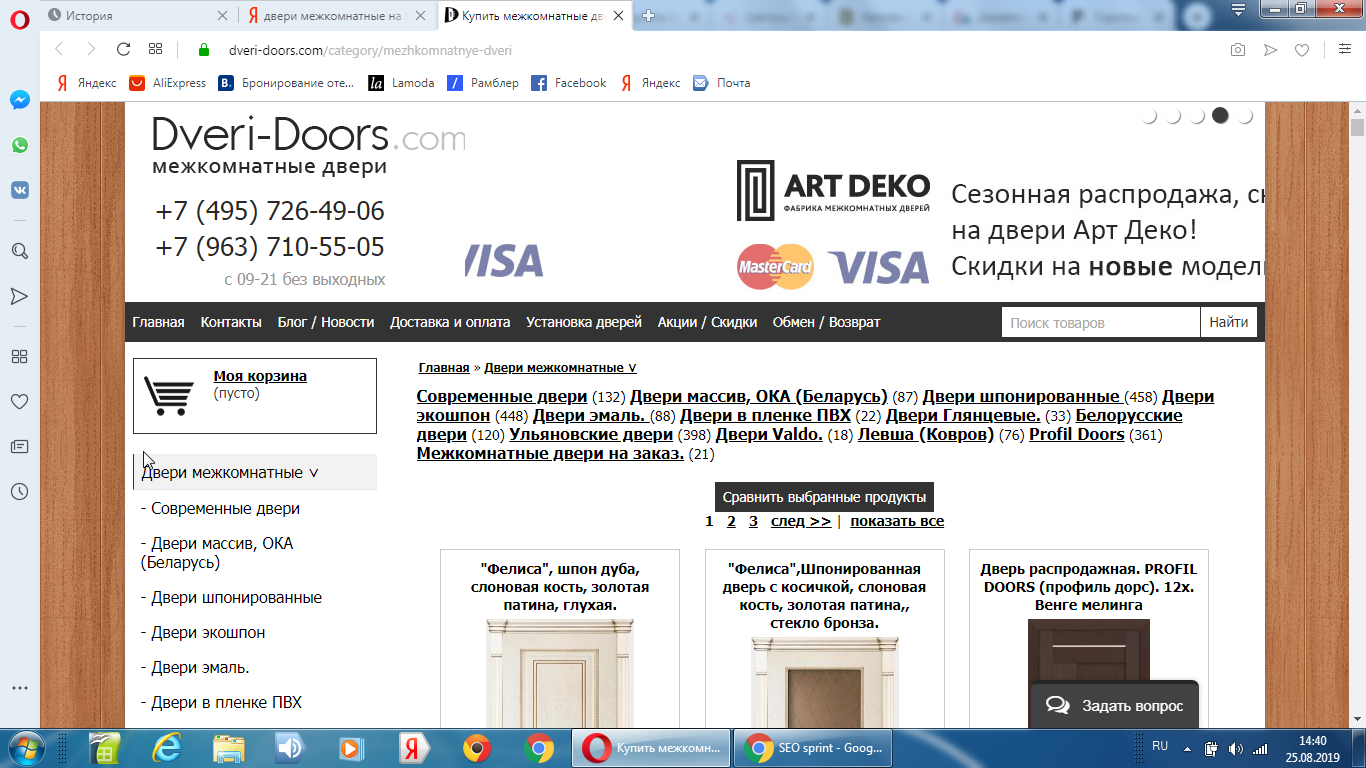 История
двери межкомнатные на з
Купить межкомнатные дв
dveri-doors.com/category/mezhkomnatnye-dveri
Яндекс
AliExpress
B.
Бронирование оте...
la
Lamoda
Рамблер
Facebook
Яндекс
Почта
Dveri-Doors.com
межкомнатные двери
+7 (495) 726-49-06
+7 (963) 710-55-05
с 09-21 без выходных
VISA
ART DEKO
ФАБРИКА МЕЖКОМНАТНЫХ ДВЕРЕЙ
MasterCard
VISA
Сезонная распродажа, ск
на двери Арт Деко!
Скидки на новые модел
Главная Контакты Блог / Новости Доставка и оплата Установка дверей Акции / Скидки Обмен / Возврат
Поиск товаров
Найти
Моя корзина
(пусто)
Двери межкомнатные ˅
- Современные двери
- Двери массив, ОКА
(Беларусь)
- Двери шпонированные
- Двери экошпон
- Двери эмаль.
- Двери в пленке ПВХ
Главная » Двери межкомнатные ˅
Современные двери (132) Двери массив, ОКА (Беларусь) (87) Двери шпонированные (458) Двери
экошпон (448) Двери эмаль. (88) Двери в пленке ПВХ (22) Двери Глянцевые. (33) Белорусские
двери (120) Ульяновские двери (398) Двери Valdo. (18) Левша (Ковров) (76) Profil Doors (361)
Межкомнатные двери на заказ. (21)
Сравнить выбранные продукты
1 2 3 след >> | показать все
"Фелиса", шпон дуба,
слоновая кость, золотая
патина, глухая.
"Фелиса",Шпонированная
дверь с косичкой, слоновая
кость, золотая патина,,
стекло бронза.
Дверь распродажная. PROFIL
DOORS (профиль дорс). 12х.
Венге мелинга
Задать вопрос
Купить межкомн...
SEO sprint - Goog...
RU
14:40
25.08.2019